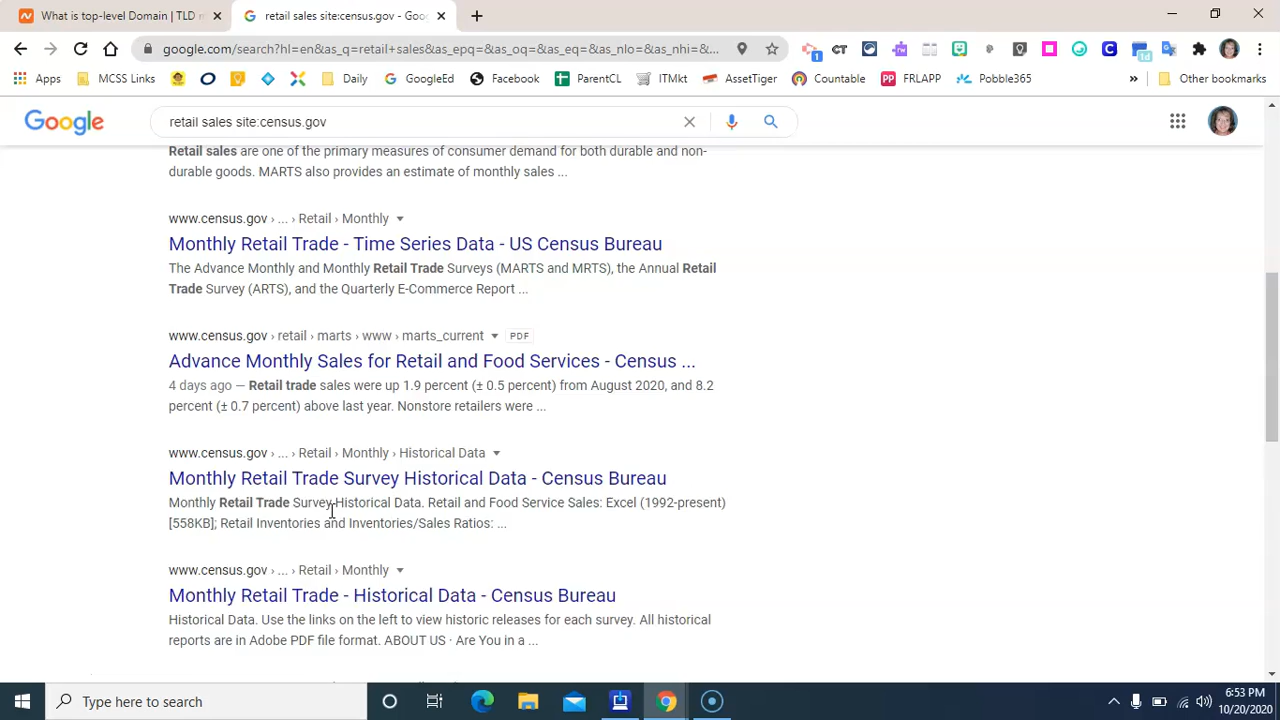 What is top-level Domain | TLD
retail sales site:census.gov - Goo
google.com/search?hl=en&as_q=retail+sales&as_epq=&as_oq=&as_eq=&as_nlo=&as_nhi=&...
Apps
MCSS Links
Daily
GoogleEd
Facebook
ParentCL
ITMkt
AssetTiger
Countable
FRLAPP
Pobble365
Other bookmarks
Google
retail sales site:census.gov
Retail sales are one of the primary measures of consumer demand for both durable and non-
durable goods. MARTS also provides an estimate of monthly sales ...
www.census.gov › ... › Retail › Monthly
Monthly Retail Trade - Time Series Data - US Census Bureau
The Advance Monthly and Monthly Retail Trade Surveys (MARTS and MRTS), the Annual Retail
Trade Survey (ARTS), and the Quarterly E-Commerce Report ...
www.census.gov › retail › marts › www › marts_current PDF
Advance Monthly Sales for Retail and Food Services - Census ...
4 days ago — Retail trade sales were up 1.9 percent (± 0.5 percent) from August 2020, and 8.2
percent (± 0.7 percent) above last year. Nonstore retailers were ...
www.census.gov › ... › Retail › Monthly › Historical Data
Monthly Retail Trade Survey Historical Data - Census Bureau
Monthly Retail Trade Survey Historical Data. Retail and Food Service Sales: Excel (1992-present)
[558KB]; Retail Inventories and Inventories/Sales Ratios: ...
www.census.gov › ... › Retail › Monthly
Monthly Retail Trade - Historical Data - Census Bureau
Historical Data. Use the links on the left to view historic releases for each survey. All historical
reports are in Adobe PDF file format. ABOUT US · Are You in a ...
Type here to search
6:53 PM
10/20/2020